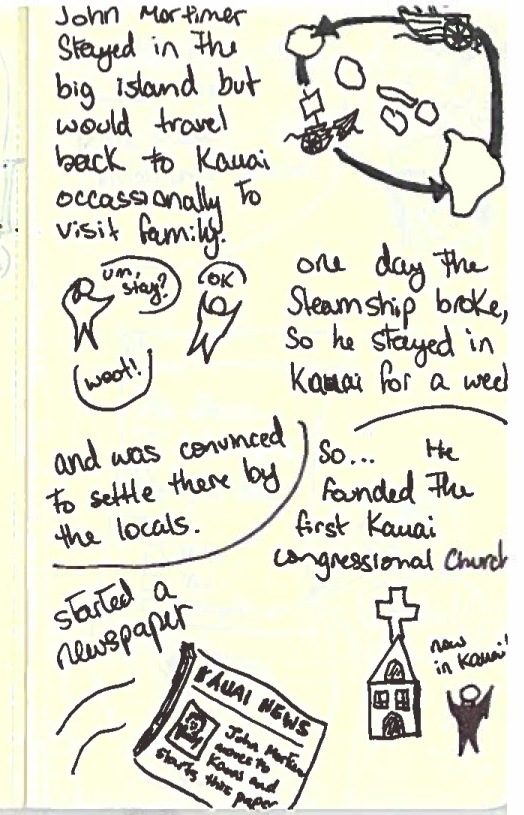 John Mortimer
Stayed in The
big island but
would travel
back to Kauai
occassionally To
visit family.
one day The
Steamship broke,
So he stayed in
Kauai for a week
um,
stay?
OK
woot!
and was convinced
to settle there by
the locals.
So... He
founded The
first Kauai
congressional Church
started a
newspaper
KAUAI NEWS
John
moves to
Kauai and
starts this paper
now
in Kauai!